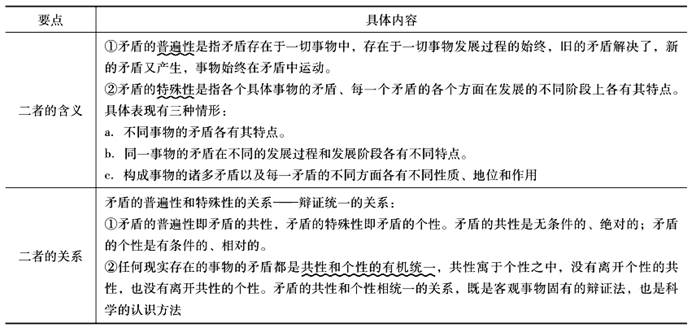 要点
具体内容
二者的含义
①矛盾的普遍性是指矛盾存在于一切事物中，存在于一切事物发展过程的始终，旧的矛盾解决了，新
的矛盾又产生，事物始终在矛盾中运动。
②矛盾的特殊性是指各个具体事物的矛盾、每一个矛盾的各个方面在发展的不同阶段上各有其特点。
具体表现有三种情形：
a．不同事物的矛盾各有其特点。
b．同一事物的矛盾在不同的发展过程和发展阶段各有不同特点。
c．构成事物的诸多矛盾以及每一矛盾的不同方面各有不同性质、地位和作用
二者的关系
矛盾的普遍性和特殊性的关系——辩证统一的关系：
①矛盾的普遍性即矛盾的共性，矛盾的特殊性即矛盾的个性。矛盾的共性是无条件的、绝对的；矛盾
的个性是有条件的、相对的。
②任何现实存在的事物的矛盾都是共性和个性的有机统一，共性寓于个性之中，没有离开个性的共
性，也没有离开共性的个性。矛盾的共性和个性相统一的关系，既是客观事物固有的辩证法，也是科
学的认识方法